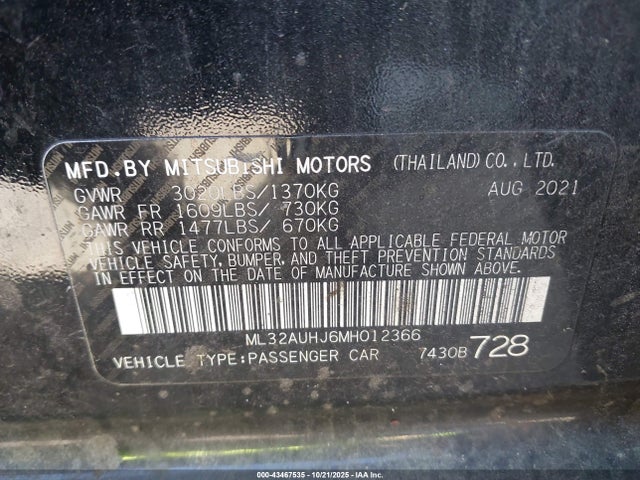 MFD.BY MITSUBISHI MOTORS (THAILAND) CO.,LTD.
GVWR 3020LBS/1370KG AUG 2021
GAWR FR 1609LBS/ 730KG
GAWR RR 1477LBS/ 670KG
THIS VEHICLE CONFORMS TO ALL APPLICABLE FEDERAL MOTOR
VEHICLE SAFETY, BUMPER, AND THEFT PREVENTION STANDARDS
IN EFFECT ON THE DATE OF MANUFACTURE SHOWN ABOVE.
ML32AUHJ6MH012366
VEHICLE TYPE:PASSENGER CAR 7430B 728
000-43467535 - 10/21/2025 - IAA Inc.